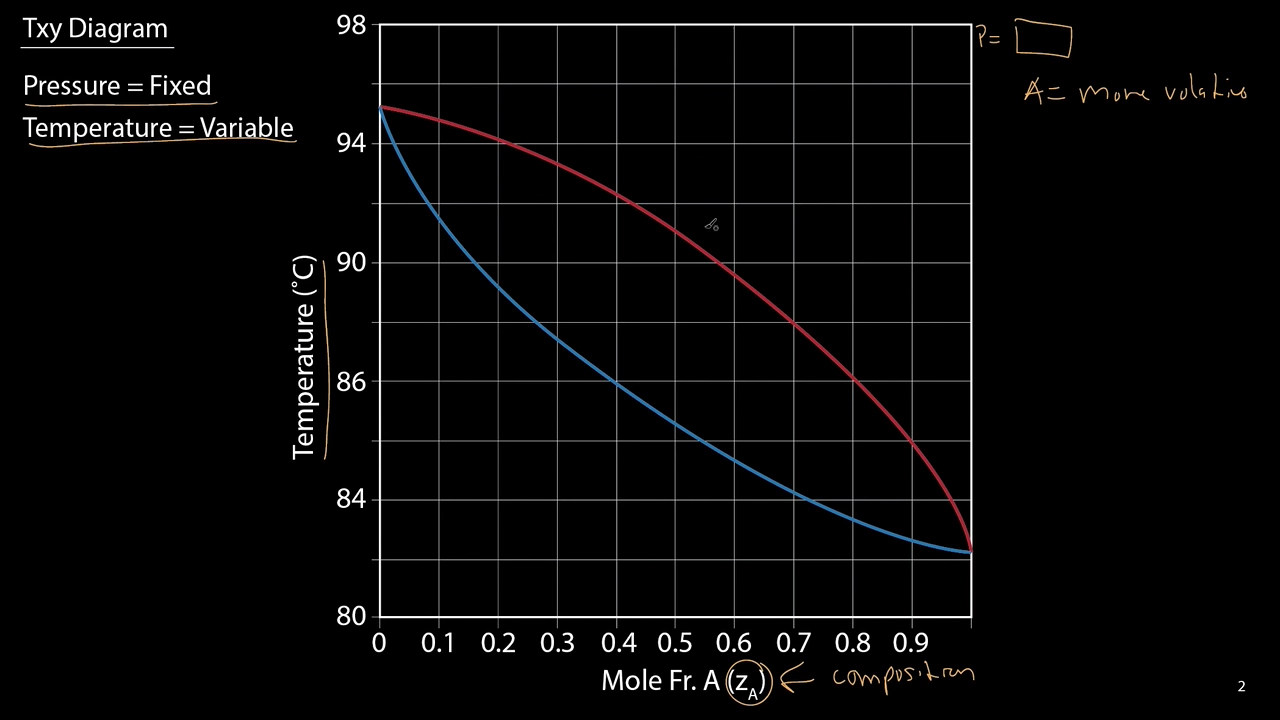 Txy Diagram
Pressure = Fixed
Temperature = Variable
P =
A = more volatile
98
94
90
86
84
80
Temperature (°C)
0 0.1 0.2 0.3 0.4 0.5 0.6 0.7 0.8 0.9
Mole Fr. A (zA) ← composition
2